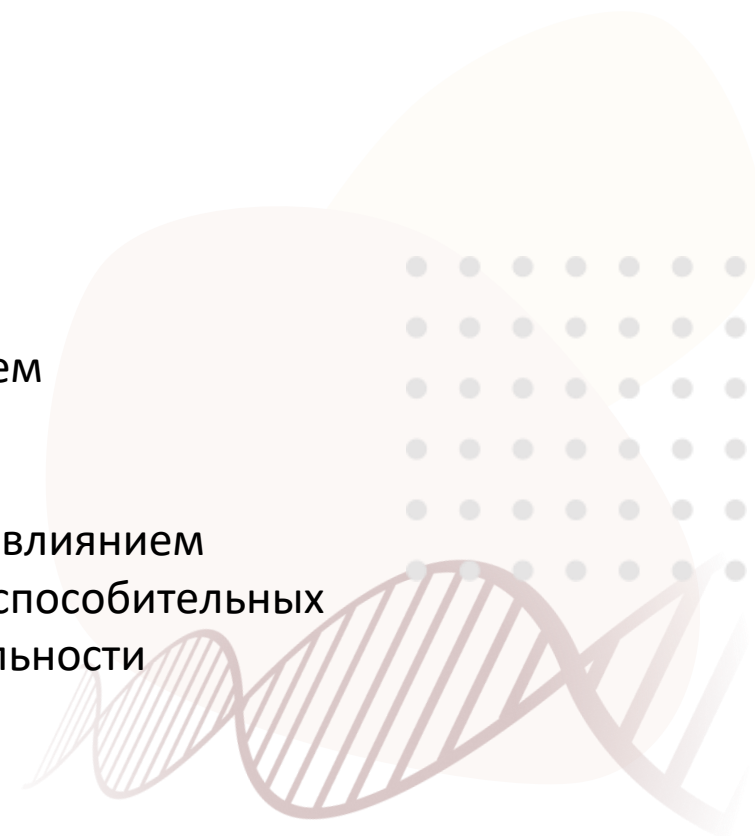 ем
влиянием
способительных
льности